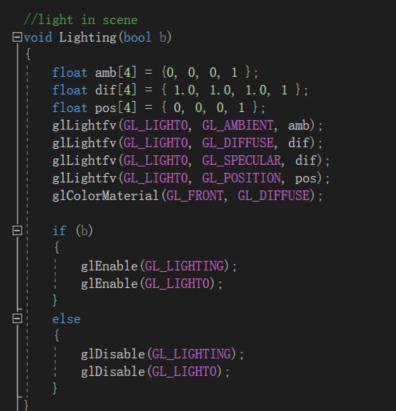 //light in scene
void Lighting(bool b)
{
float amb[4] = {0, 0, 0, 1 };
float dif[4] = { 1.0, 1.0, 1.0, 1 };
float pos[4] = { 0, 0, 0, 1 };
glLightfv(GL_LIGHT0, GL_AMBIENT, amb);
glLightfv(GL_LIGHT0, GL_DIFFUSE, dif);
glLightfv(GL_LIGHT0, GL_SPECULAR, dif);
glLightfv(GL_LIGHT0, GL_POSITION, pos);
glColorMaterial(GL_FRONT, GL_DIFFUSE);
if (b)
{
glEnable(GL_LIGHTING);
glEnable(GL_LIGHT0);
}
else
{
glDisable(GL_LIGHTING);
glDisable(GL_LIGHT0);
}
}